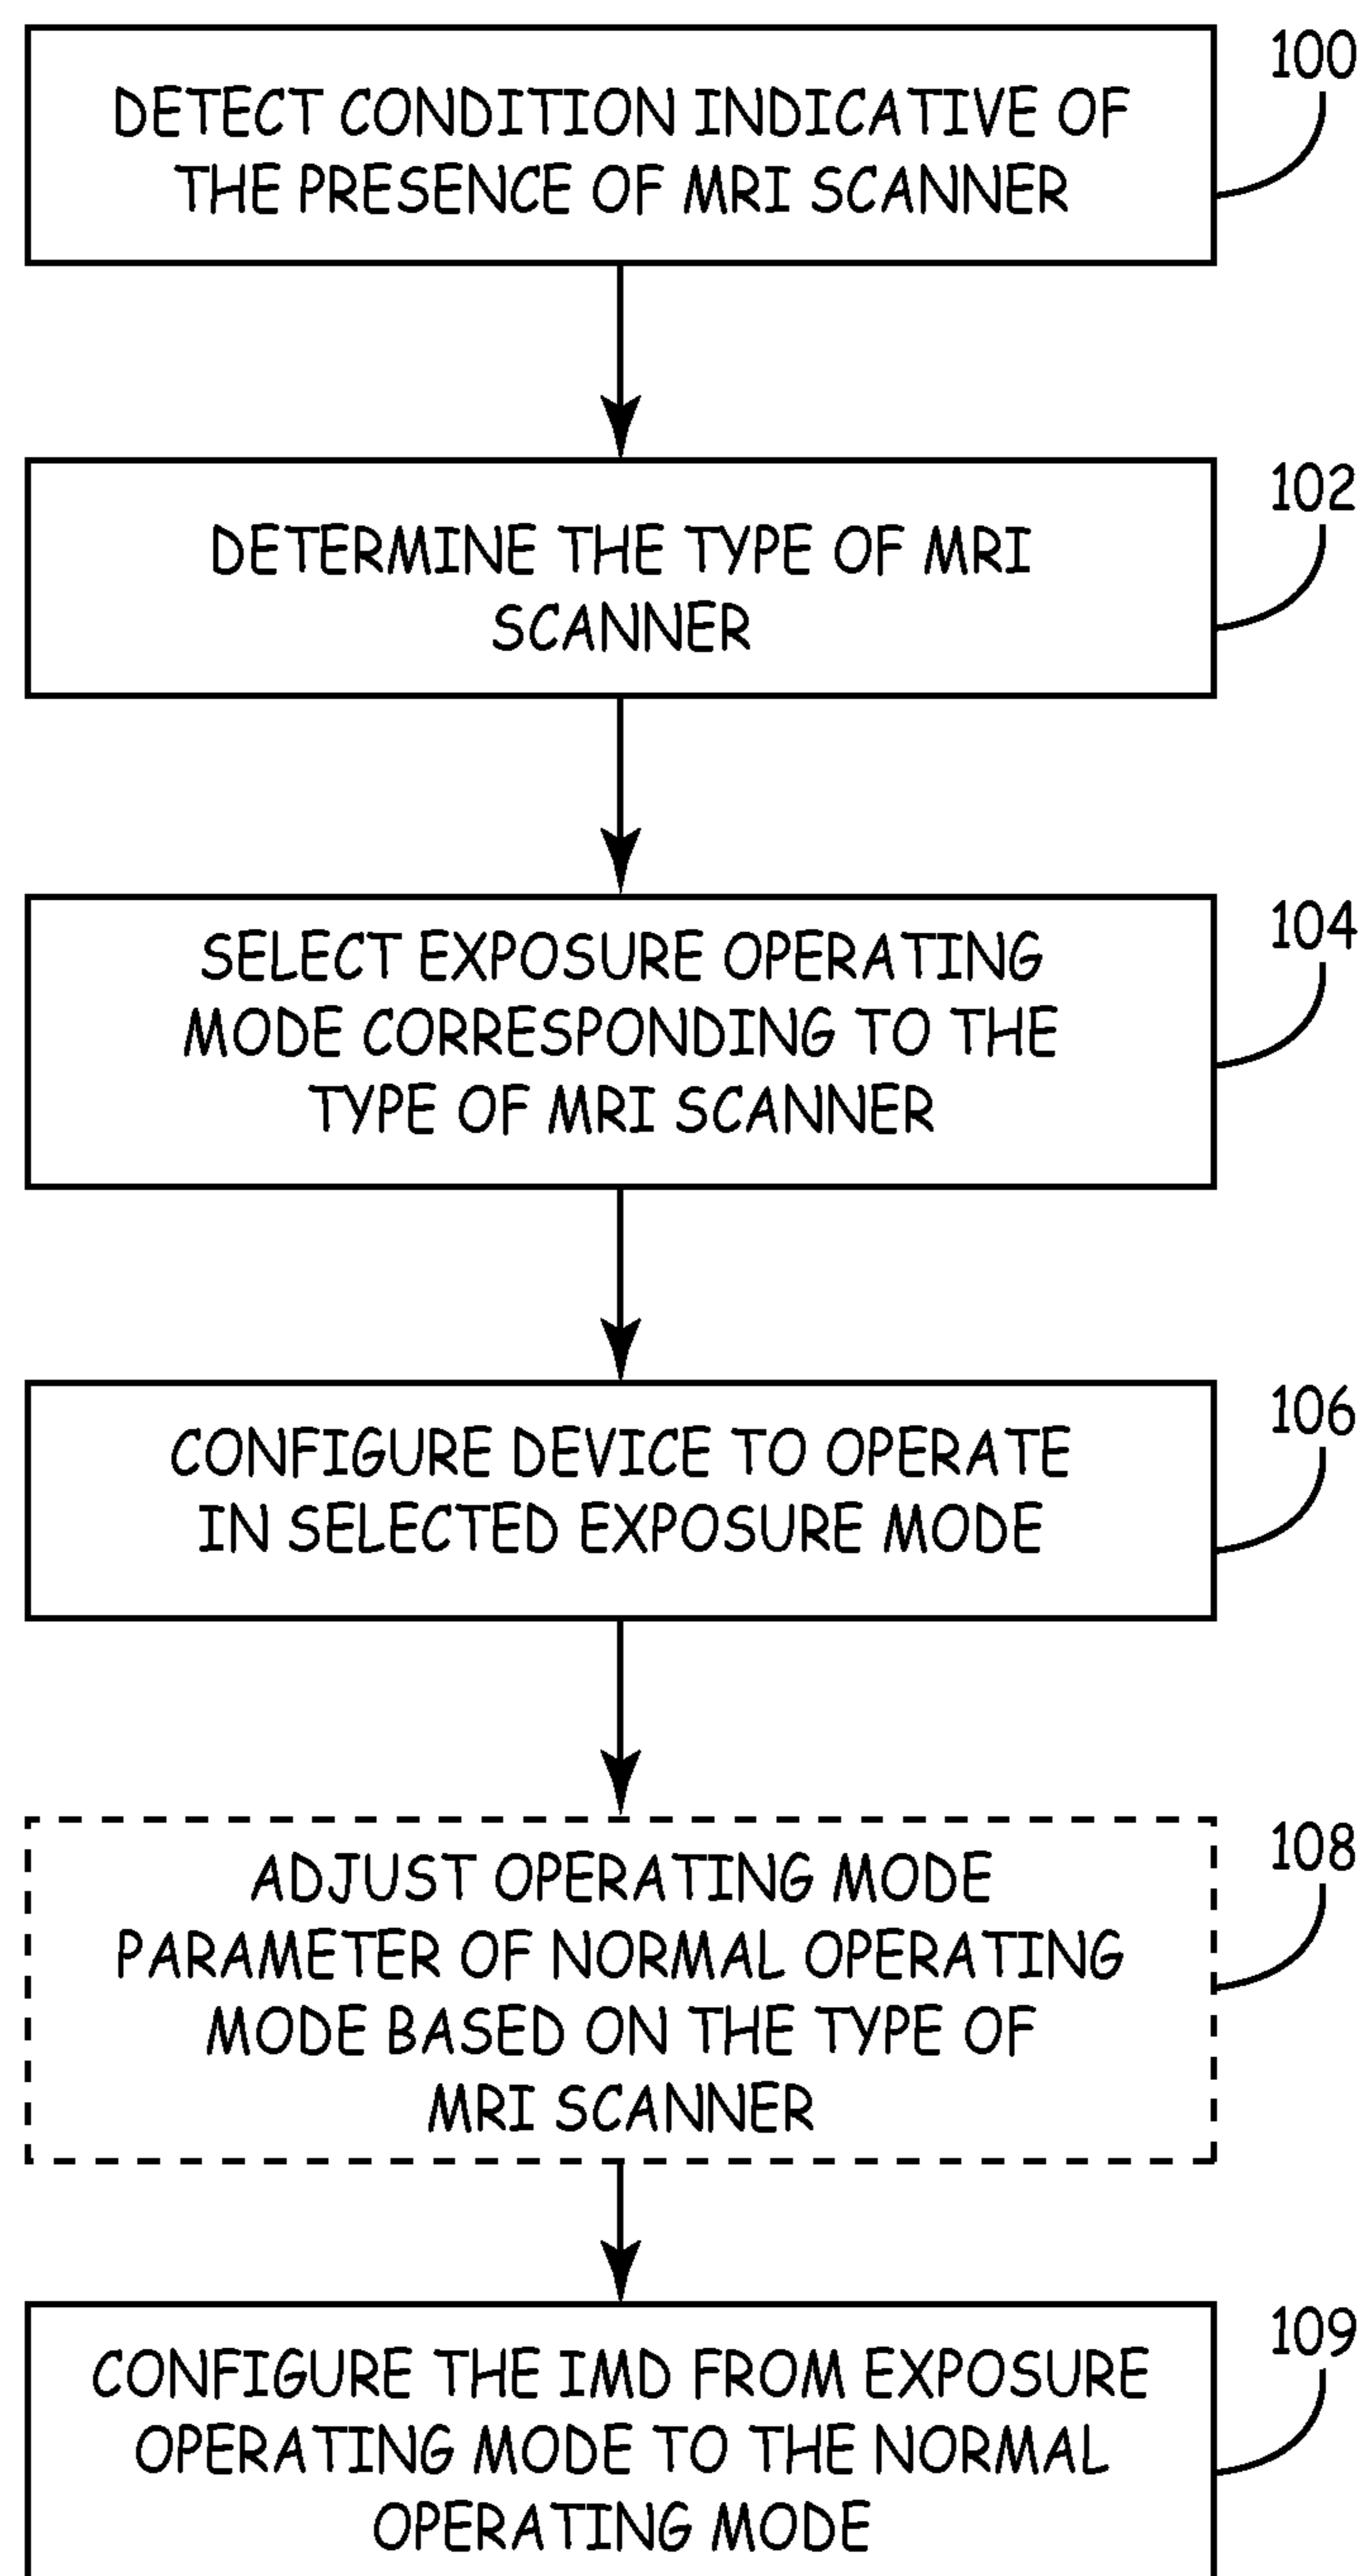 100
DETECT CONDITION INDICATIVE OF
THE PRESENCE OF MRI SCANNER
102
DETERMINE THE TYPE OF MRI
SCANNER
104
SELECT EXPOSURE OPERATING
MODE CORRESPONDING TO THE
TYPE OF MRI SCANNER
106
CONFIGURE DEVICE TO OPERATE
IN SELECTED EXPOSURE MODE
108
ADJUST OPERATING MODE
PARAMETER OF NORMAL OPERATING
MODE BASED ON THE TYPE OF
MRI SCANNER
109
CONFIGURE THE IMD FROM EXPOSURE
OPERATING MODE TO THE NORMAL
OPERATING MODE